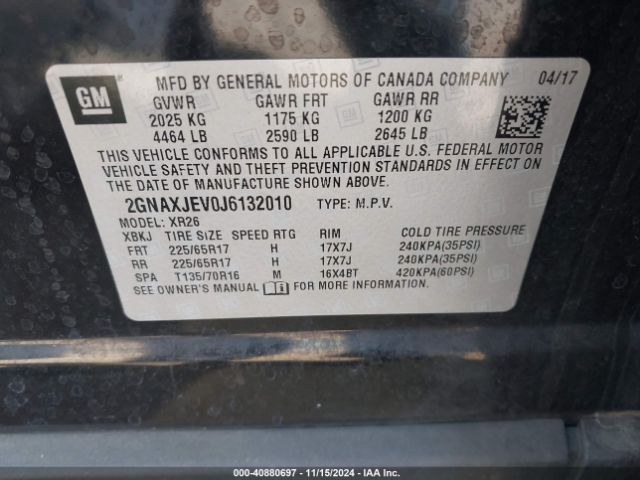 GM
MFD BY GENERAL MOTORS OF CANADA COMPANY 04/17
GVWR GAWR FRT GAWR RR
2025 KG 1175 KG 1200 KG
4464 LB 2590 LB 2645 LB
THIS VEHICLE CONFORMS TO ALL APPLICABLE U.S. FEDERAL MOTOR
VEHICLE SAFETY AND THEFT PREVENTION STANDARDS IN EFFECT ON
THE DATE OF MANUFACTURE SHOWN ABOVE.
2GNAXJEV0J6132010 TYPE: M.P.V.
MODEL: XR26
XBKJ TIRE SIZE SPEED RTG RIM COLD TIRE PRESSURE
FRT 225/65R17 H 17X7J 240KPA(35PSI)
RR 225/65R17 H 17X7J 240KPA(35PSI)
SPA T135/70R16 M 16X4BT 420KPA(60PSI)
SEE OWNER'S MANUAL FOR MORE INFORMATION.
000-40880697 - 11/15/2024 - IAA Inc.